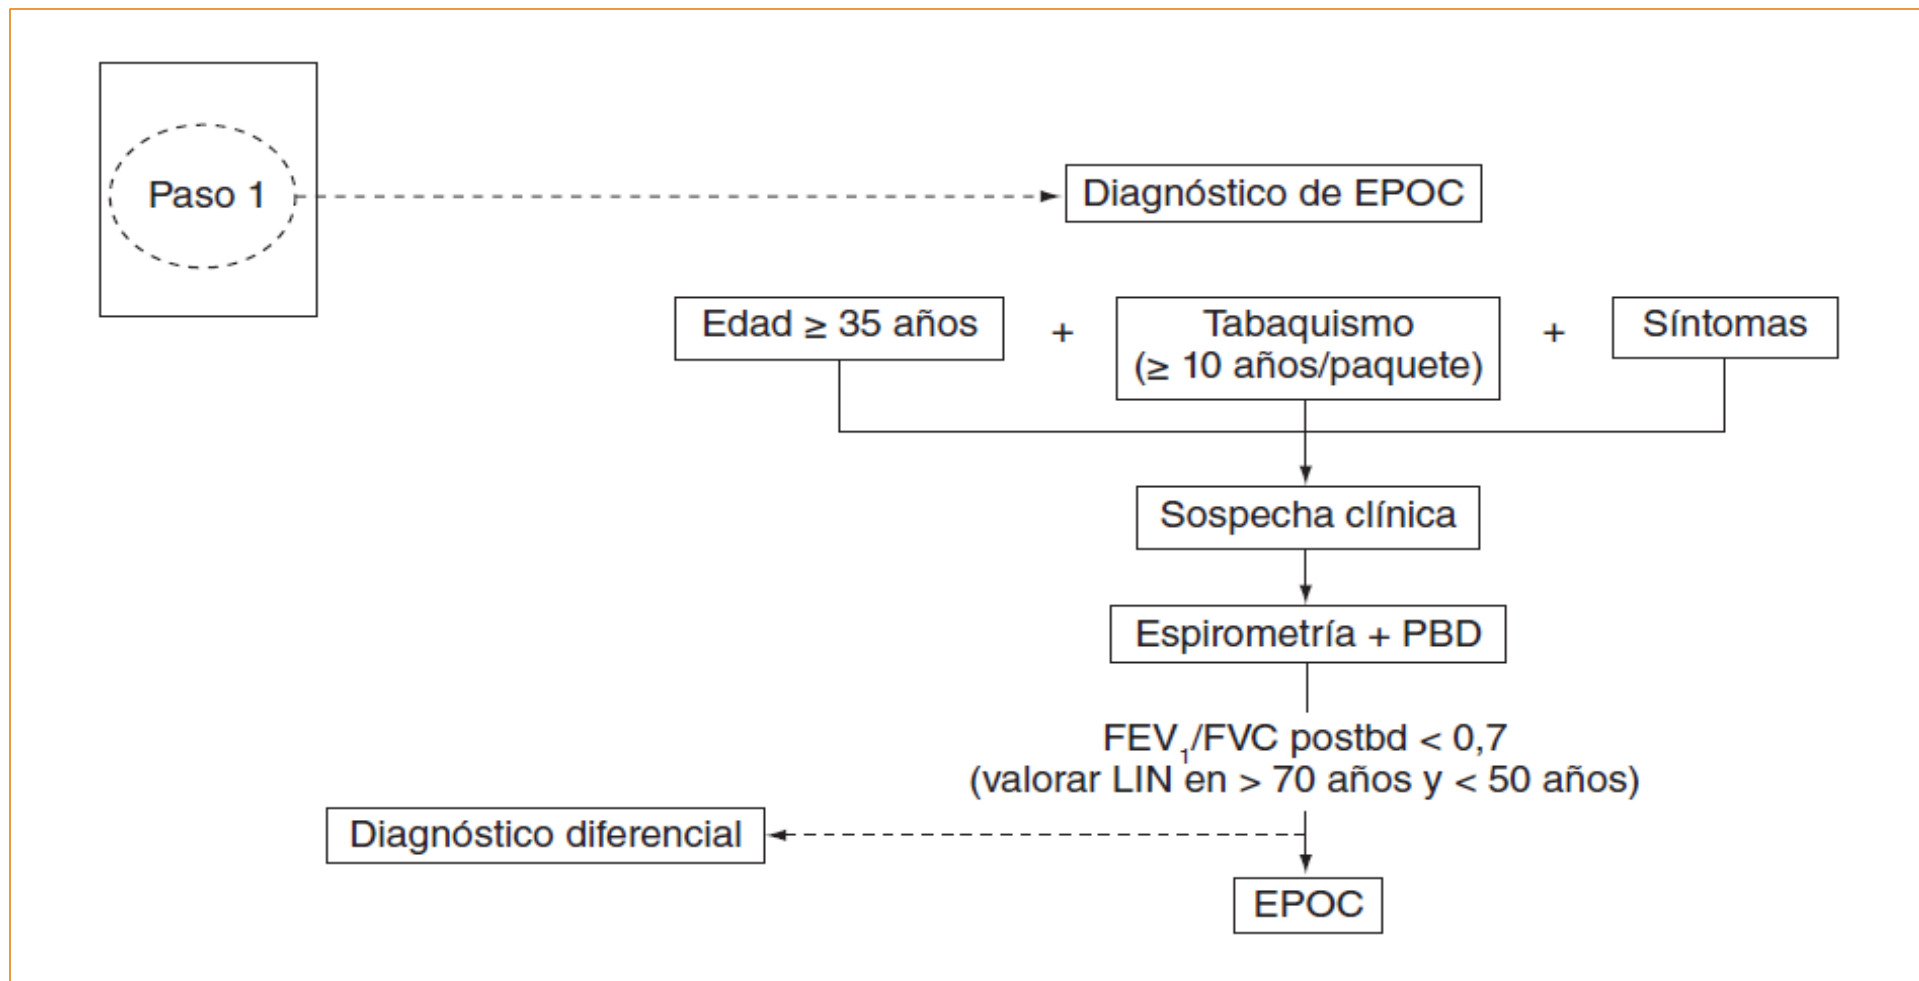 Paso 1
Diagnóstico de EPOC
Edad ≥ 35 años
+
Tabaquismo
(≥ 10 años/paquete)
+
Síntomas
Sospecha clínica
Espirometría + PBD
FEV₁/FVC postbd < 0,7
(valorar LIN en > 70 años y < 50 años)
Diagnóstico diferencial
EPOC